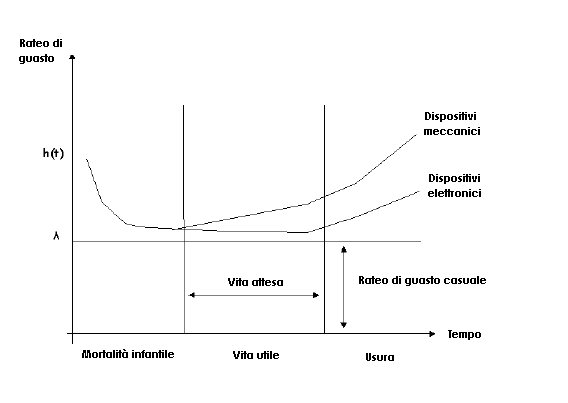 Rateo di
guasto
Dispositivi
meccanici
h(t)
Dispositivi
elettronici
λ
Vita attesa
Rateo di guasto casuale
Tempo
Mortalità infantile
Vita utile
Usura